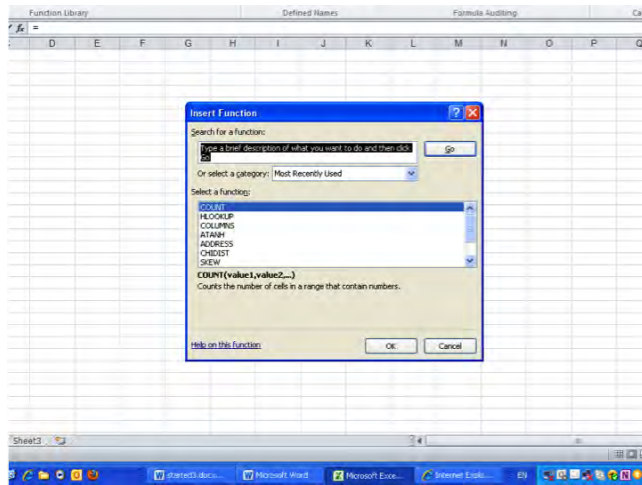 Function Library Defined Names Formula Auditing Ca
fx =
D E F G H I J K L M N O P Q
Insert Function
Search for a function:
Type a brief description of what you want to do and then click
Go
Go
Or select a category: Most Recently Used
Select a function:
COUNT
HLOOKUP
COLUMNS
ATANH
ADDRESS
CHIDIST
SKEW
COUNT(value1,value2,...)
Counts the number of cells in a range that contain numbers.
Help on this function OK Cancel
Sheet3
started3.docx... Microsoft Word Microsoft Exce... Internet Explo... EN